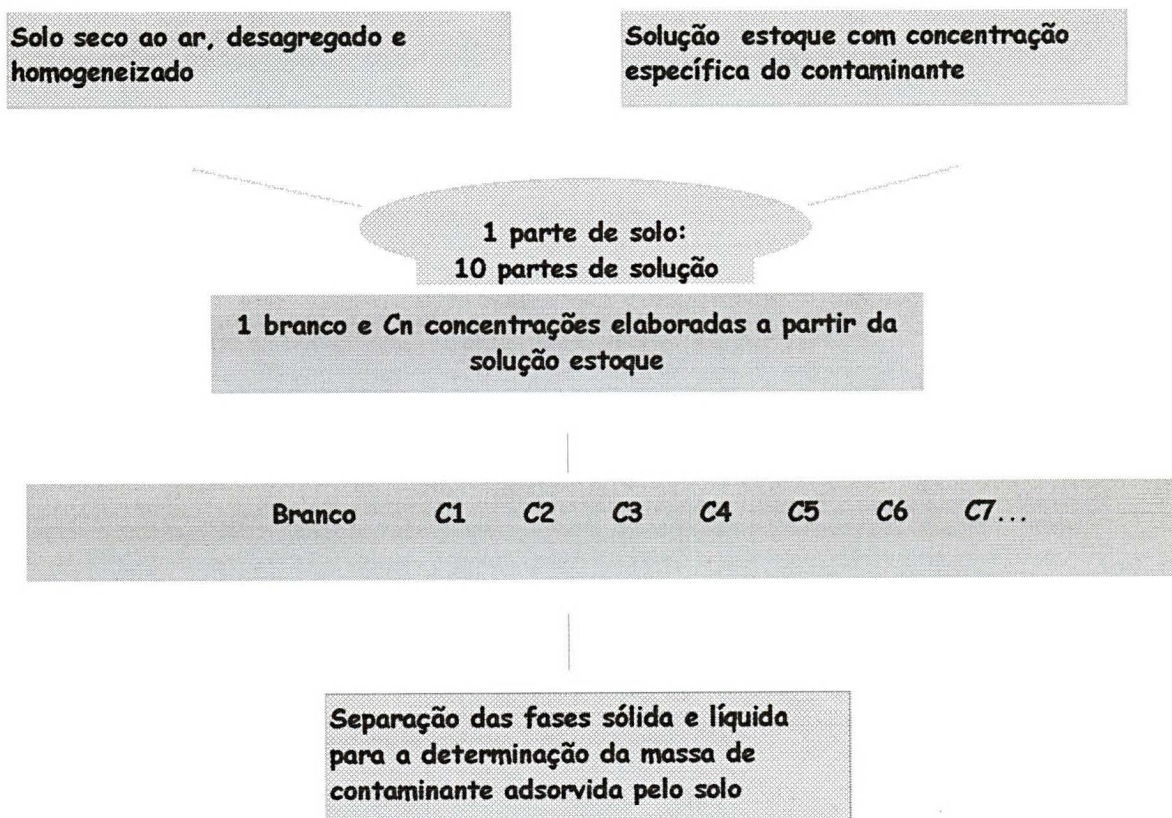 Solo seco ao ar, desagregado e
homogeneizado
Solução estoque com concentração
específica do contaminante
1 parte de solo:
10 partes de solução
1 branco e Cn concentrações elaboradas a partir da
solução estoque
Branco C1 C2 C3 C4 C5 C6 C7...
Separação das fases sólida e líquida
para a determinação da massa de
contaminante adsorvida pelo solo